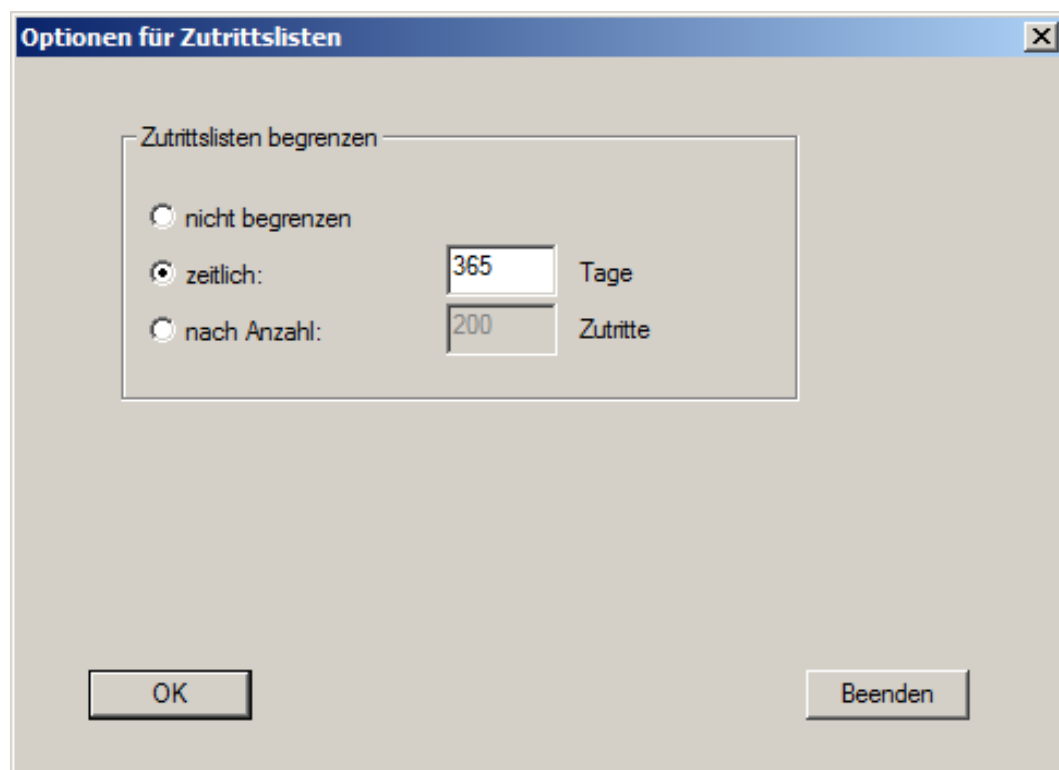 Optionen für Zutrittslisten
Zutrittslisten begrenzen
nicht begrenzen
zeitlich: 365 Tage
nach Anzahl: 200 Zutritte
OK Beenden